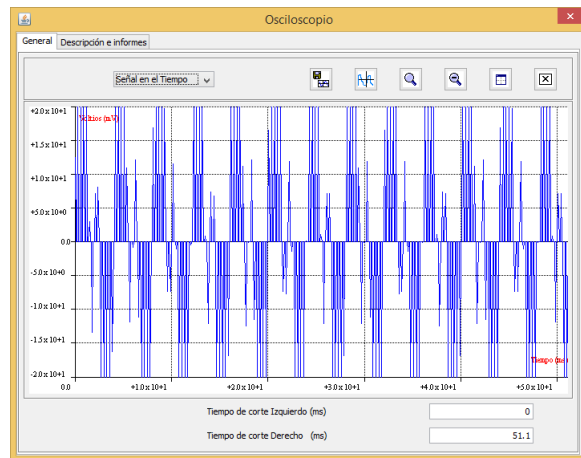 Osciloscopio
General
Descripción e informes
Señal en el Tiempo
+2.0 x 10+1
Voltios (mV)
+1.5 x 10+1
+1.0 x 10+1
+5.0 x 10+0
0.0
-5.0 x 10+0
-1.0 x 10+1
-1.5 x 10+1
-2.0 x 10+1
Tiempo (ms
0.0
+1.0 x 10+1
+2.0 x 10+1
+3.0 x 10+1
+4.0 x 10+1
+5.0 x 10+1
Tiempo de corte Izquierdo (ms)
0
Tiempo de corte Derecho (ms)
51.1